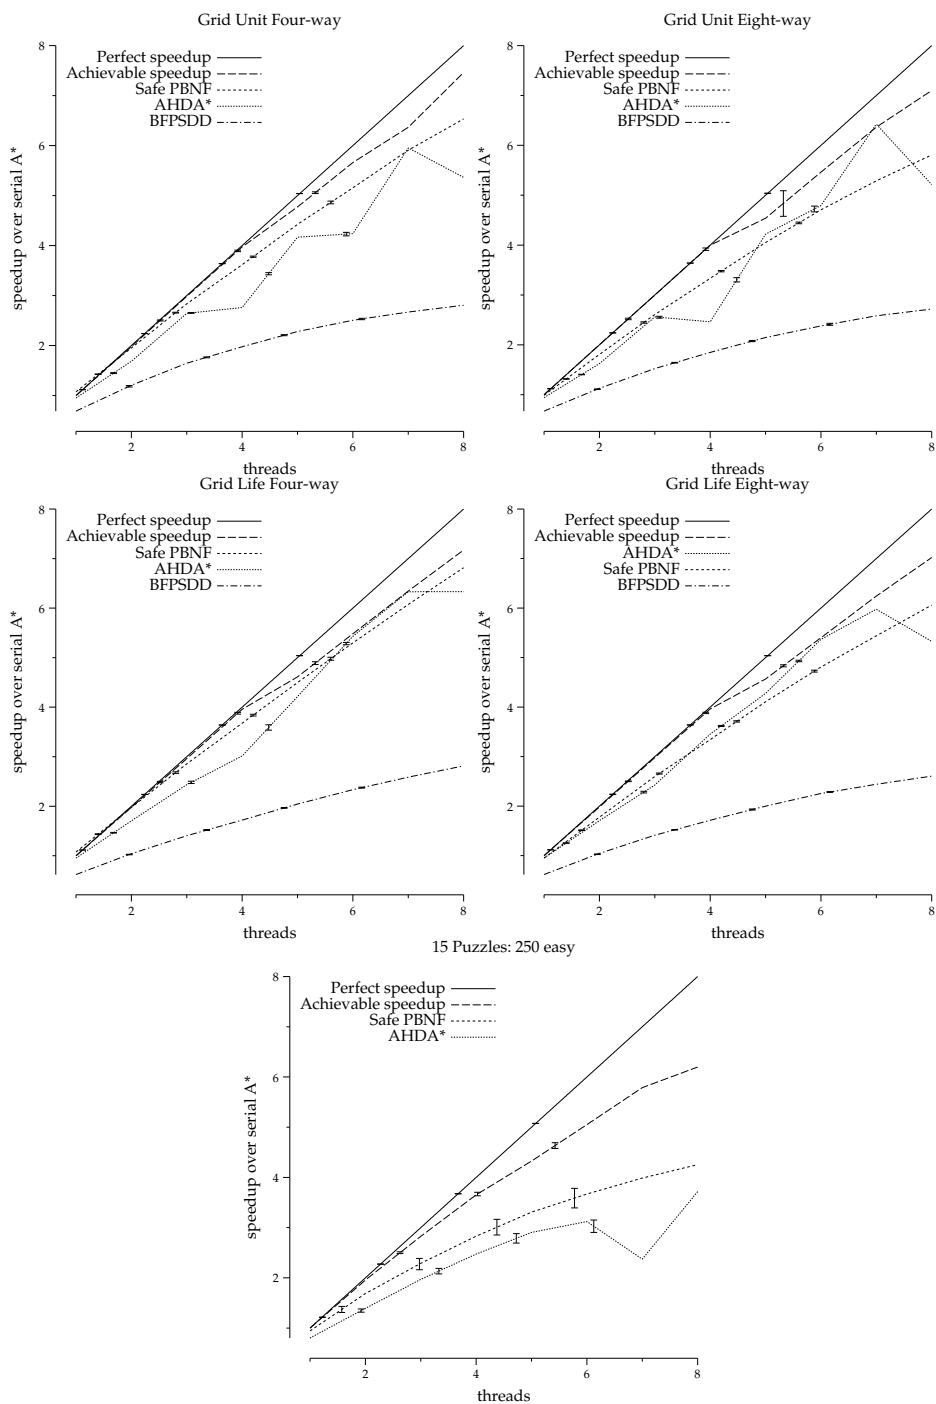 Grid Unit Four-way
Perfect speedup
Achievable speedup
Safe PBNF
AHDA*
BFPSDD
speedup over serial A*
8
6
4
2
2 4 6 8
threads
Grid Unit Eight-way
Perfect speedup
Achievable speedup
Safe PBNF
AHDA*
BFPSDD
speedup over serial A*
8
6
4
2
2 4 6 8
threads
Grid Life Four-way
Perfect speedup
Achievable speedup
Safe PBNF
AHDA*
BFPSDD
speedup over serial A*
8
6
4
2
2 4 6 8
threads
Grid Life Eight-way
Perfect speedup
Achievable speedup
AHDA*
Safe PBNF
BFPSDD
speedup over serial A*
8
6
4
2
2 4 6 8
threads
15 Puzzles: 250 easy
Perfect speedup
Achievable speedup
Safe PBNF
AHDA*
speedup over serial A*
8
6
4
2
2 4 6 8
threads